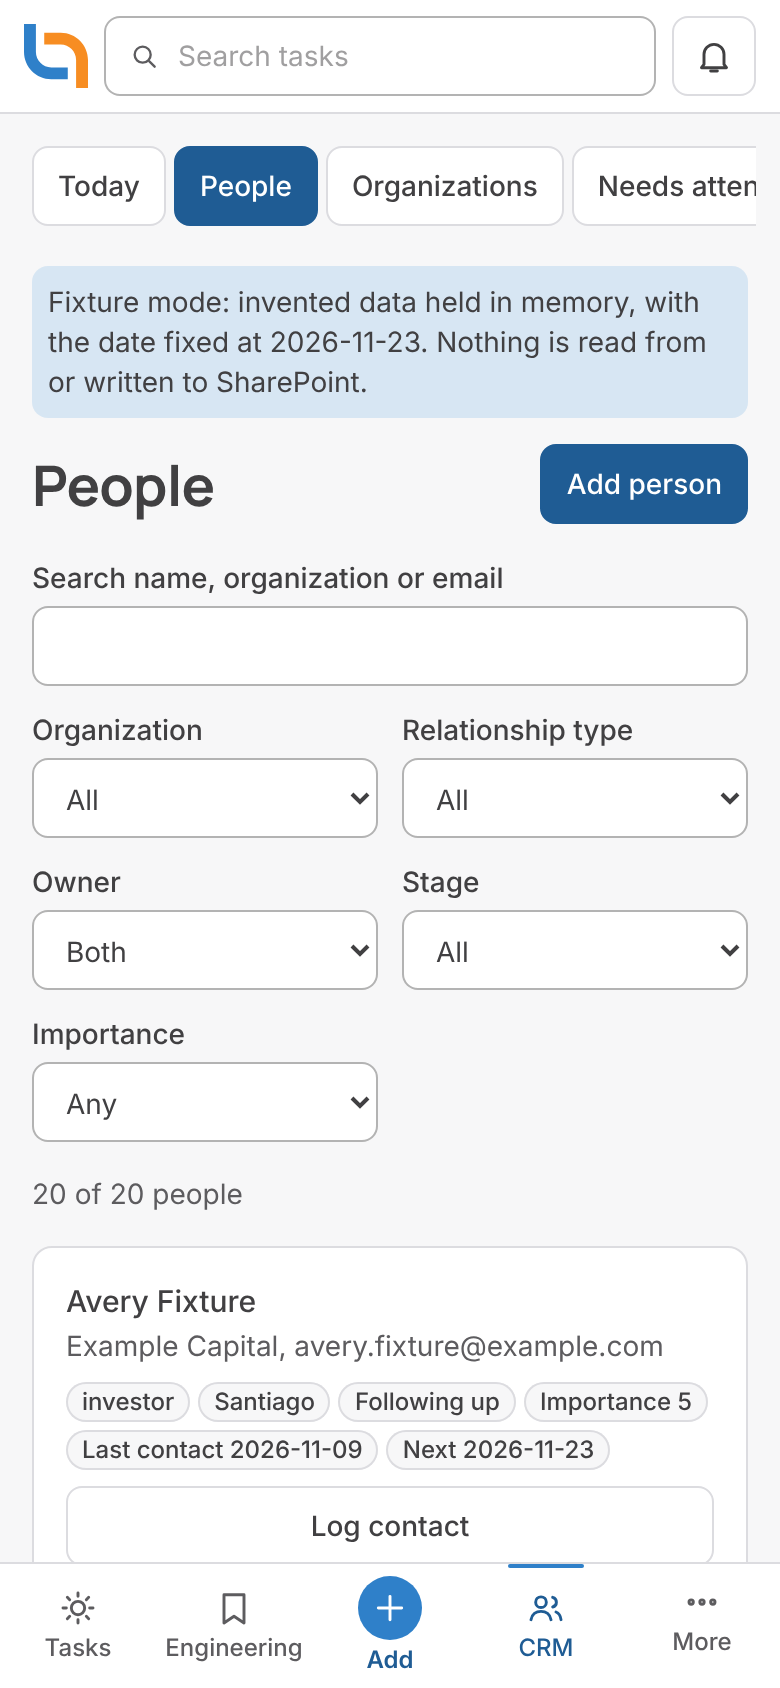 Search tasks
Today
People
Organizations
Needs atten
Fixture mode: invented data held in memory, with
the date fixed at 2026-11-23. Nothing is read from
or written to SharePoint.
People
Add person
Search name, organization or email
Organization
Relationship type
All
All
Owner
Stage
Both
All
Importance
Any
20 of 20 people
Avery Fixture
Example Capital, avery.fixture@example.com
investor
Santiago
Following up
Importance 5
Last contact 2026-11-09
Next 2026-11-23
Log contact
Tasks
Engineering
Add
CRM
More